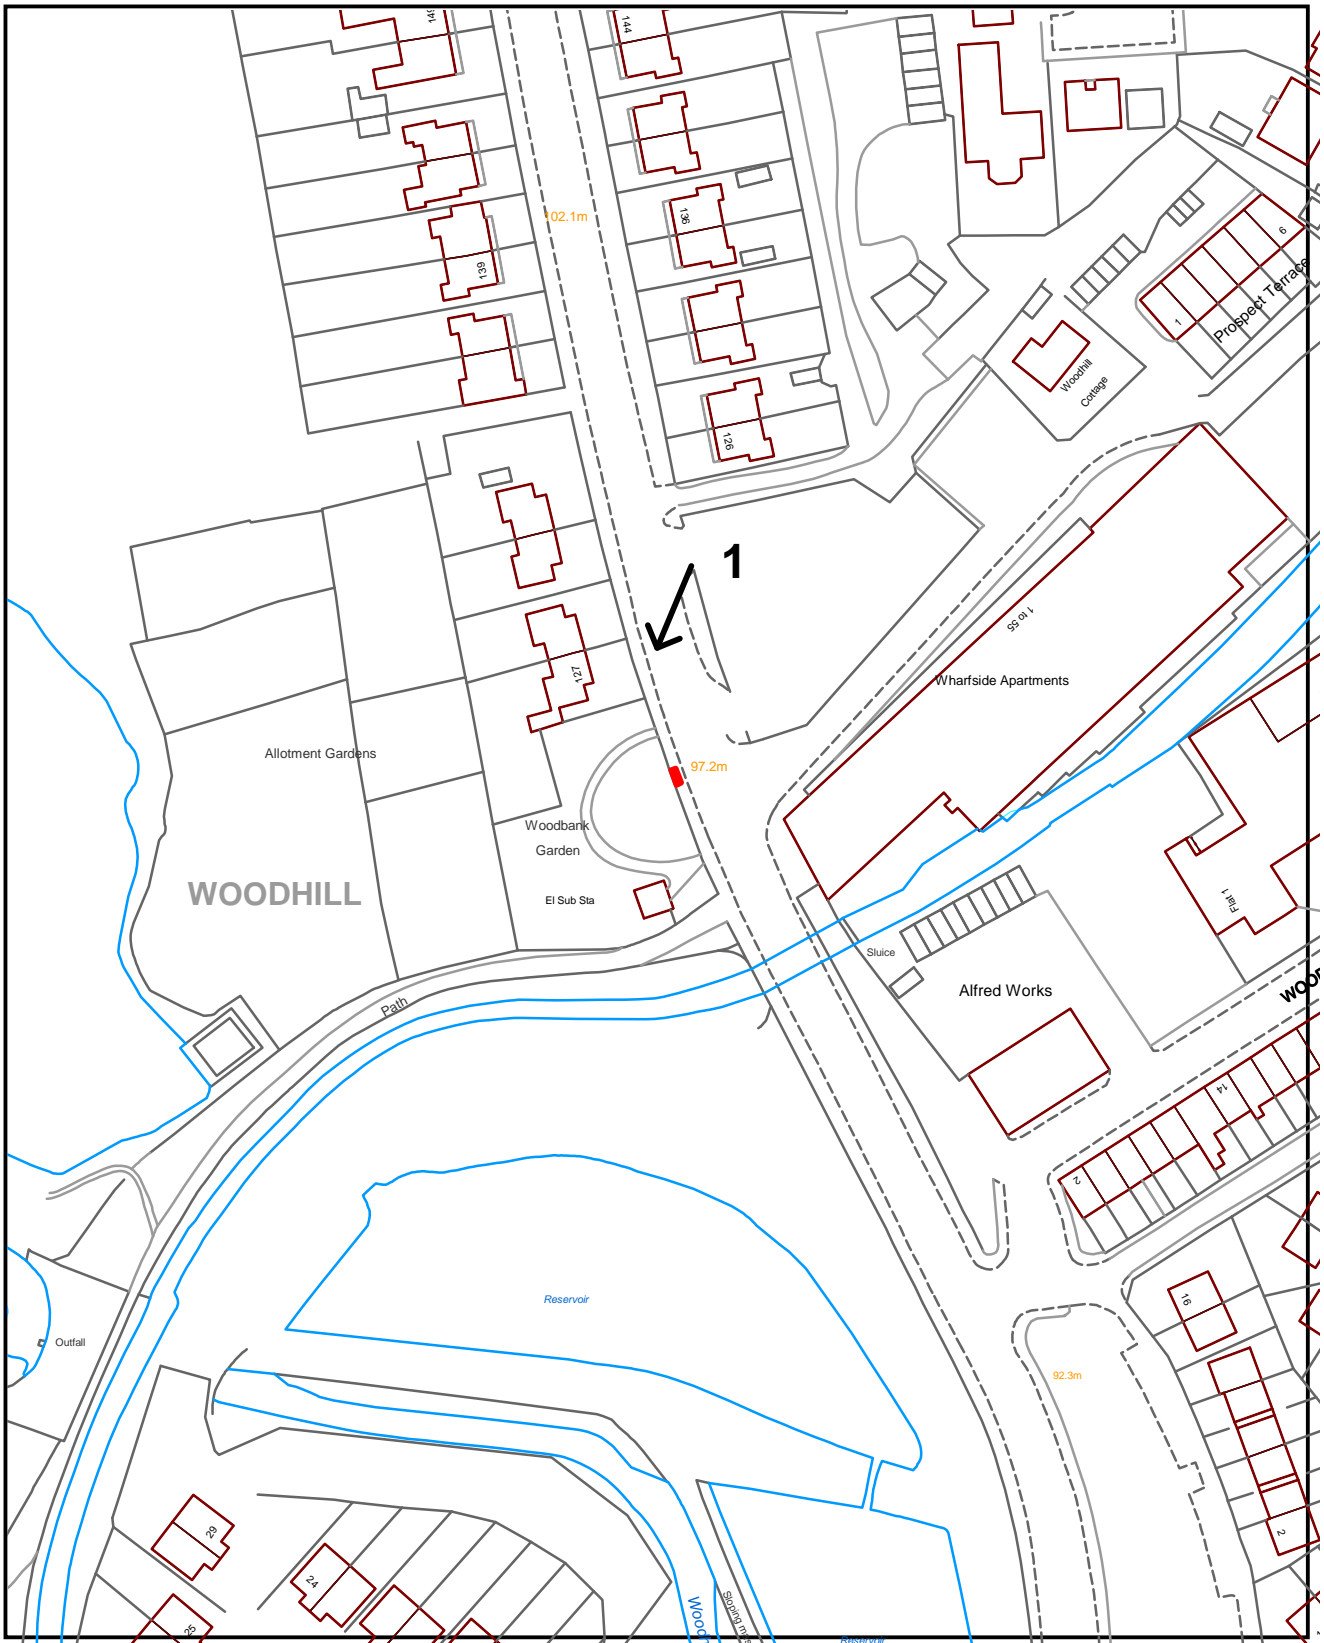 149
144
136
102.1m
139
6
Prospect Terrace
1
Woodhill
Cottage
126
1
1 to 55
127
Wharfside Apartments
Allotment Gardens
97.2m
Woodbank
Garden
WOODHILL
El Sub Sta
Flat 1
Sluice
Alfred Works
Path
14
2
Reservoir
16
Outfall
92.3m
29
2
24
25
Reservoir